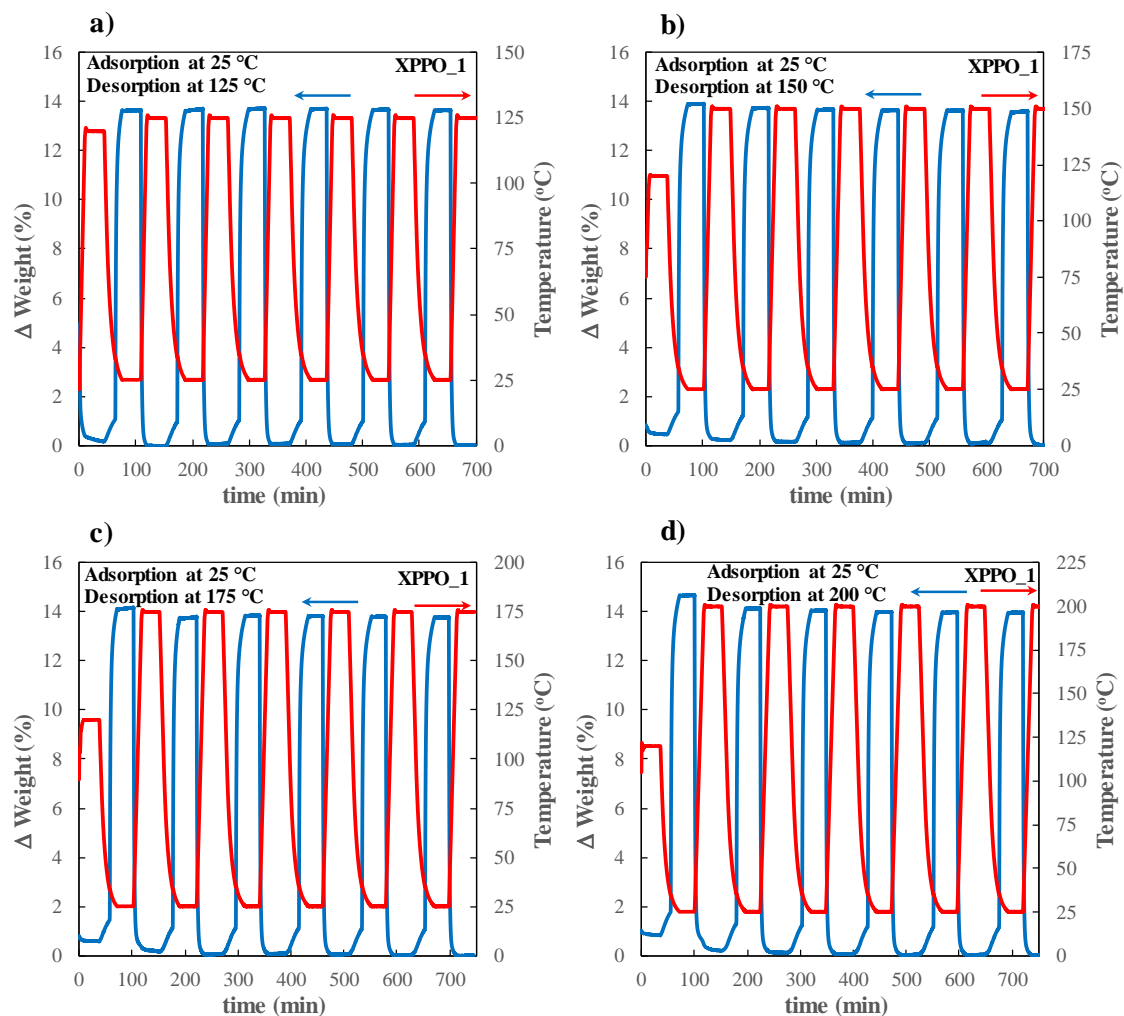 a)
Adsorption at 25 °C
Desorption at 125 °C
XPPO_1
16
14
12
10
8
6
4
2
0
Δ Weight (%)
150
125
100
75
50
25
0
Temperature (°C)
0 100 200 300 400 500 600 700
time (min)
b)
Adsorption at 25 °C
Desorption at 150 °C
XPPO_1
16
14
12
10
8
6
4
2
0
Δ Weight (%)
175
150
125
100
75
50
25
0
Temperature (°C)
0 100 200 300 400 500 600 700
time (min)
c)
Adsorption at 25 °C
Desorption at 175 °C
XPPO_1
16
14
12
10
8
6
4
2
0
Δ Weight (%)
200
175
150
125
100
75
50
25
0
Temperature (°C)
0 100 200 300 400 500 600 700
time (min)
d)
Adsorption at 25 °C
Desorption at 200 °C
XPPO_1
16
14
12
10
8
6
4
2
0
Δ Weight (%)
225
200
175
150
125
100
75
50
25
0
Temperature (°C)
0 100 200 300 400 500 600 700
time (min)